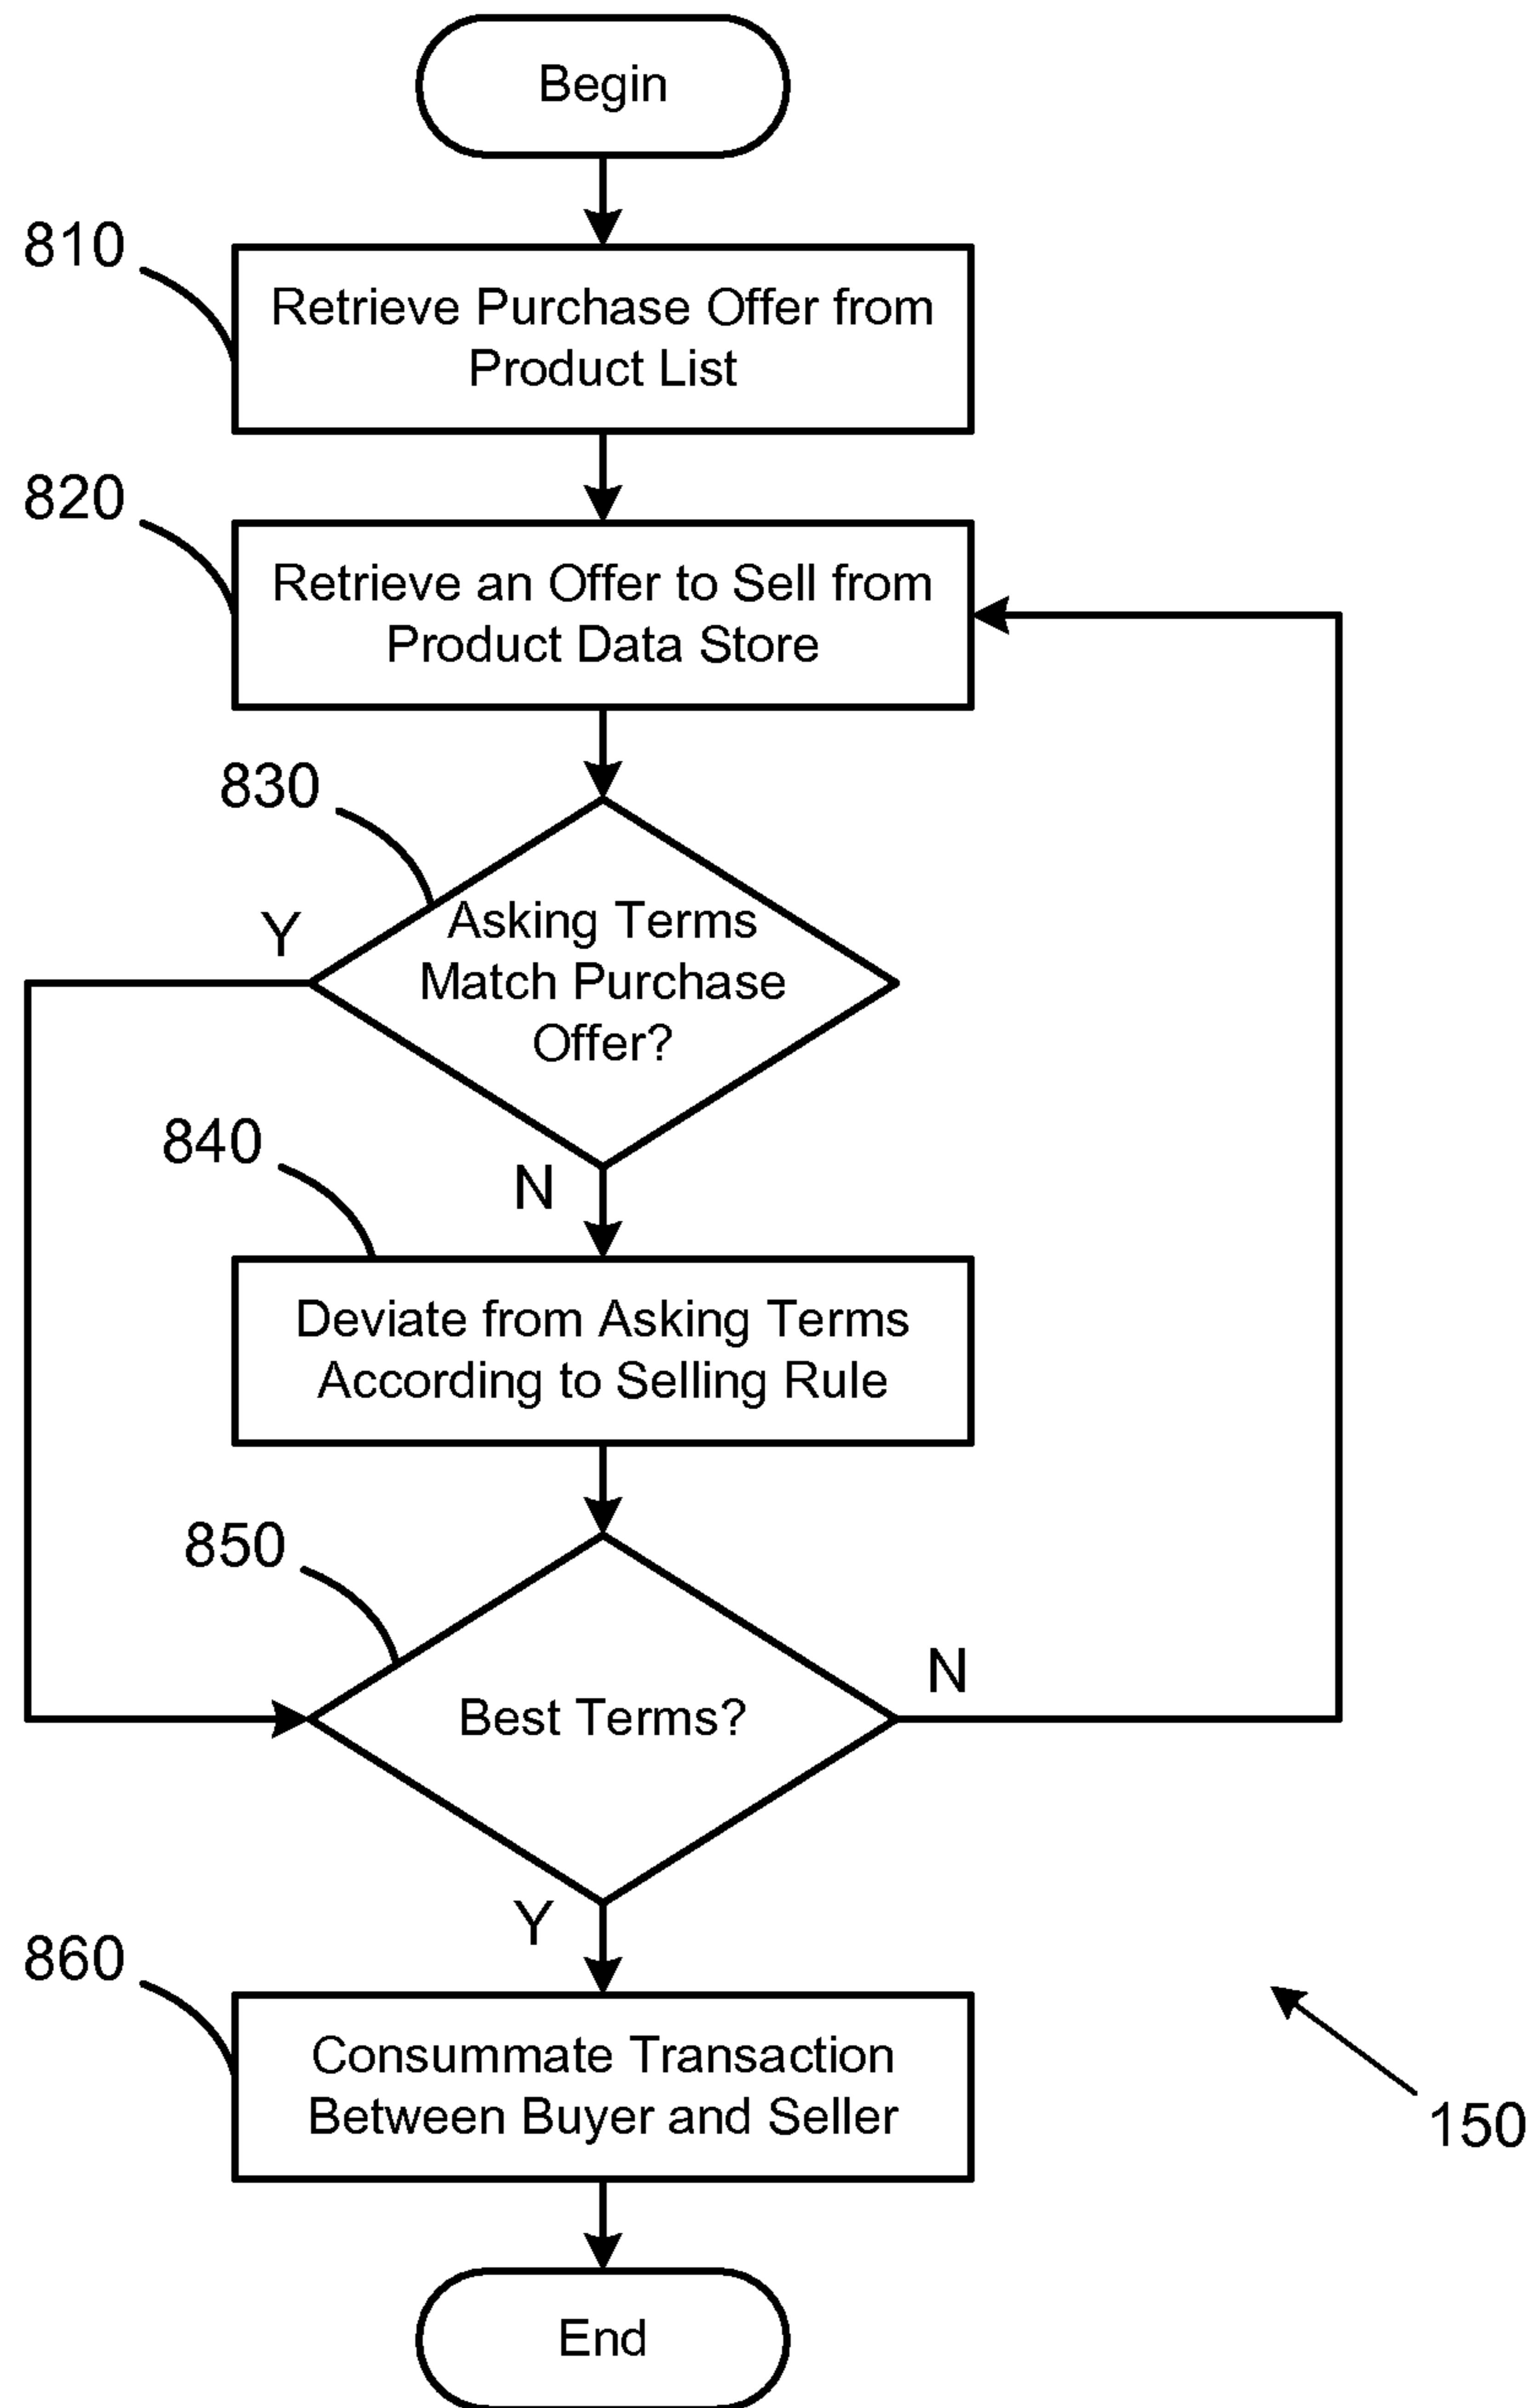 Begin
810
Retrieve Purchase Offer from
Product List
820
Retrieve an Offer to Sell from
Product Data Store
830
Y
Asking Terms
Match Purchase
Offer?
840
N
Deviate from Asking Terms
According to Selling Rule
850
N
Best Terms?
Y
860
Consummate Transaction
Between Buyer and Seller
150
End